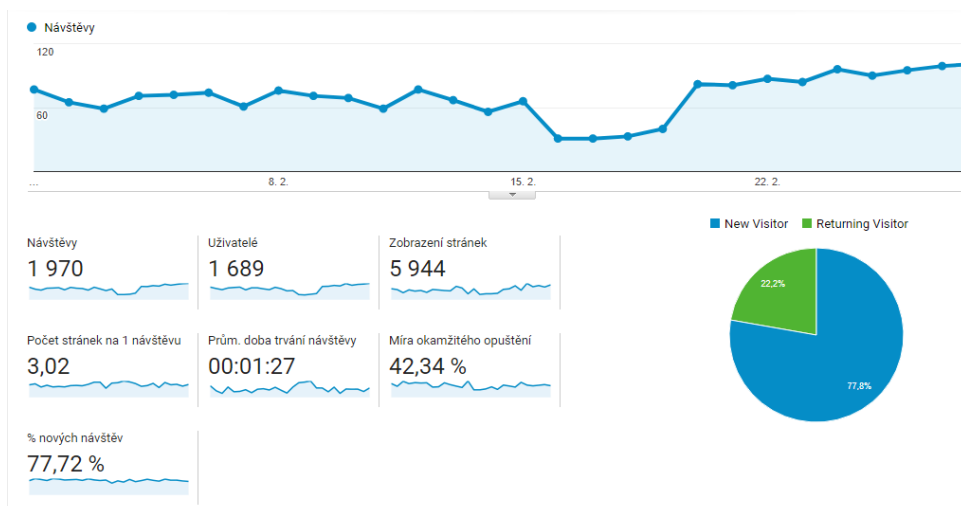 Návštěvy
120
60
...
8. 2.
15. 2.
22. 2.
New Visitor
Returning Visitor
Návštěvy
1 970
Uživatelé
1 689
Zobrazení stránek
5 944
Počet stránek na 1 návštěvu
3,02
Prům. doba trvání návštěvy
00:01:27
Míra okamžitého opuštění
42,34 %
% nových návštěv
77,72 %
22,2%
77,8%